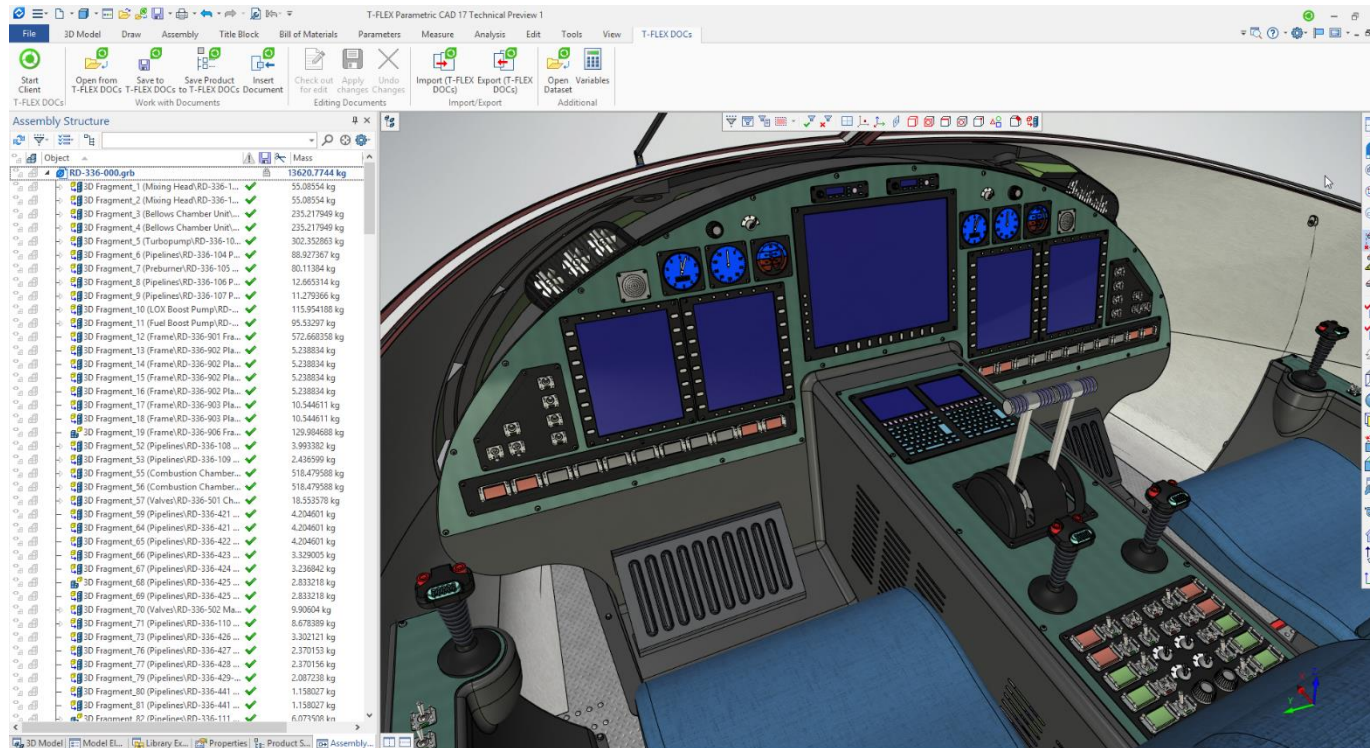 T-FLEX Parametric CAD 17 Technical Preview 1
File 3D Model Draw Assembly Title Block Bill of Materials Parameters Measure Analysis Edit Tools View T-FLEX DOCs
Start Client
Open from T-FLEX DOCs
Save to T-FLEX DOCs
Save Product to T-FLEX DOCs
Insert Document
Check out for edit
Apply changes
Undo Changes
Import (T-FLEX DOCs)
Export (T-FLEX DOCs)
Open Dataset
Variables
T-FLEX DOCs Work with Documents Editing Documents Import/Export Additional
Assembly Structure
Object Mass
RD-336-000.grb 13620.7744 kg
3D Fragment_1 (Mixing Head\RD-336-1... 55.08554 kg
3D Fragment_2 (Mixing Head\RD-336-1... 55.08554 kg
3D Fragment_3 (Bellows Chamber Unit\... 235.217949 kg
3D Fragment_4 (Bellows Chamber Unit\... 235.217949 kg
3D Fragment_5 (Turbopump\RD-336-10... 302.352863 kg
3D Fragment_6 (Pipelines\RD-336-104 P... 88.927367 kg
3D Fragment_7 (Preburner\RD-336-105 ... 80.11384 kg
3D Fragment_8 (Pipelines\RD-336-106 P... 12.665314 kg
3D Fragment_9 (Pipelines\RD-336-107 P... 11.279366 kg
3D Fragment_10 (LOX Boost Pump\RD-... 115.954188 kg
3D Fragment_11 (Fuel Boost Pump\RD-... 95.53297 kg
3D Fragment_12 (Frame\RD-336-901 Fra... 572.668358 kg
3D Fragment_13 (Frame\RD-336-902 Pla... 5.238834 kg
3D Fragment_14 (Frame\RD-336-902 Pla... 5.238834 kg
3D Fragment_15 (Frame\RD-336-902 Pla... 5.238834 kg
3D Fragment_16 (Frame\RD-336-902 Pla... 5.238834 kg
3D Fragment_17 (Frame\RD-336-903 Pla... 10.544611 kg
3D Fragment_18 (Frame\RD-336-903 Pla... 10.544611 kg
3D Fragment_19 (Frame\RD-336-906 Fra... 129.984688 kg
3D Fragment_52 (Pipelines\RD-336-108 ... 3.993382 kg
3D Fragment_53 (Pipelines\RD-336-109 ... 2.436599 kg
3D Fragment_55 (Combustion Chamber... 518.479588 kg
3D Fragment_56 (Combustion Chamber... 518.479588 kg
3D Fragment_57 (Valves\RD-336-501 Ch... 18.553578 kg
3D Fragment_59 (Pipelines\RD-336-421 ... 4.204601 kg
3D Fragment_64 (Pipelines\RD-336-421 ... 4.204601 kg
3D Fragment_65 (Pipelines\RD-336-422 ... 4.204601 kg
3D Fragment_66 (Pipelines\RD-336-423 ... 3.329005 kg
3D Fragment_67 (Pipelines\RD-336-424 ... 3.236842 kg
3D Fragment_68 (Pipelines\RD-336-425 ... 2.833218 kg
3D Fragment_69 (Pipelines\RD-336-425 ... 2.833218 kg
3D Fragment_70 (Valves\RD-336-502 Ma... 9.90604 kg
3D Fragment_71 (Pipelines\RD-336-110 ... 8.678389 kg
3D Fragment_73 (Pipelines\RD-336-426 ... 3.302121 kg
3D Fragment_76 (Pipelines\RD-336-427 ... 2.370153 kg
3D Fragment_77 (Pipelines\RD-336-428 ... 2.370156 kg
3D Fragment_79 (Pipelines\RD-336-429-... 2.087238 kg
3D Fragment_80 (Pipelines\RD-336-441 ... 1.158027 kg
3D Fragment_81 (Pipelines\RD-336-441 ... 1.158027 kg
3D Fragment_82 (Pipelines\RD-336-111 ... 6.073508 kg
3D Model Model El... Library Ex... Properties Product S... Assembly...